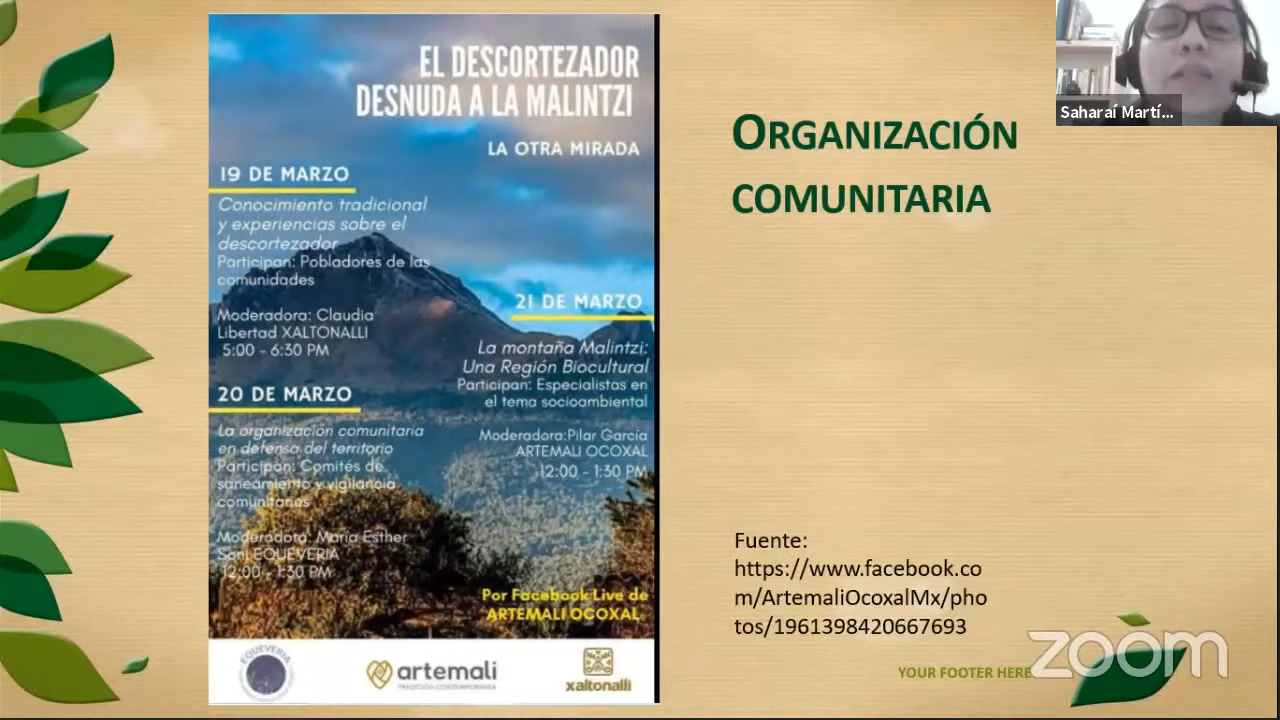 EL DESCORTEZADOR
DESNUDA A LA MALINTZI
LA OTRA MIRADA
19 DE MARZO
Conocimiento tradicional
y experiencias sobre el
descortezador
Participan: Pobladores de las
comunidades
Moderadora: Claudia
Libertad XALTONALLI
5:00 - 6:30 PM
20 DE MARZO
La organización comunitaria
en defensa del territorio
Participan: Comités de
saneamiento y vigilancia
comunitarios
Moderadora: María Esther
EQUEVERIA
12:00 - 1:30 PM
21 DE MARZO
La montaña Malintzi:
Una Región Biocultural
Participan: Especialistas en
el tema socioambiental
Moderadora:Pilar García
ARTEMALI OCOXAL
12:00 - 1:30 PM
Por Facebook Live de
ARTEMALI OCOXAL
EQUEVERIA
artemali
TRADICIÓN CONTEMPORÁNEA
xaltonalli
ORGANIZACIÓN
COMUNITARIA
Fuente:
https://www.facebook.co
m/ArtemaliOcoxalMx/pho
tos/1961398420667693
YOUR FOOTER HERE
zoom
Saharaí Martí...